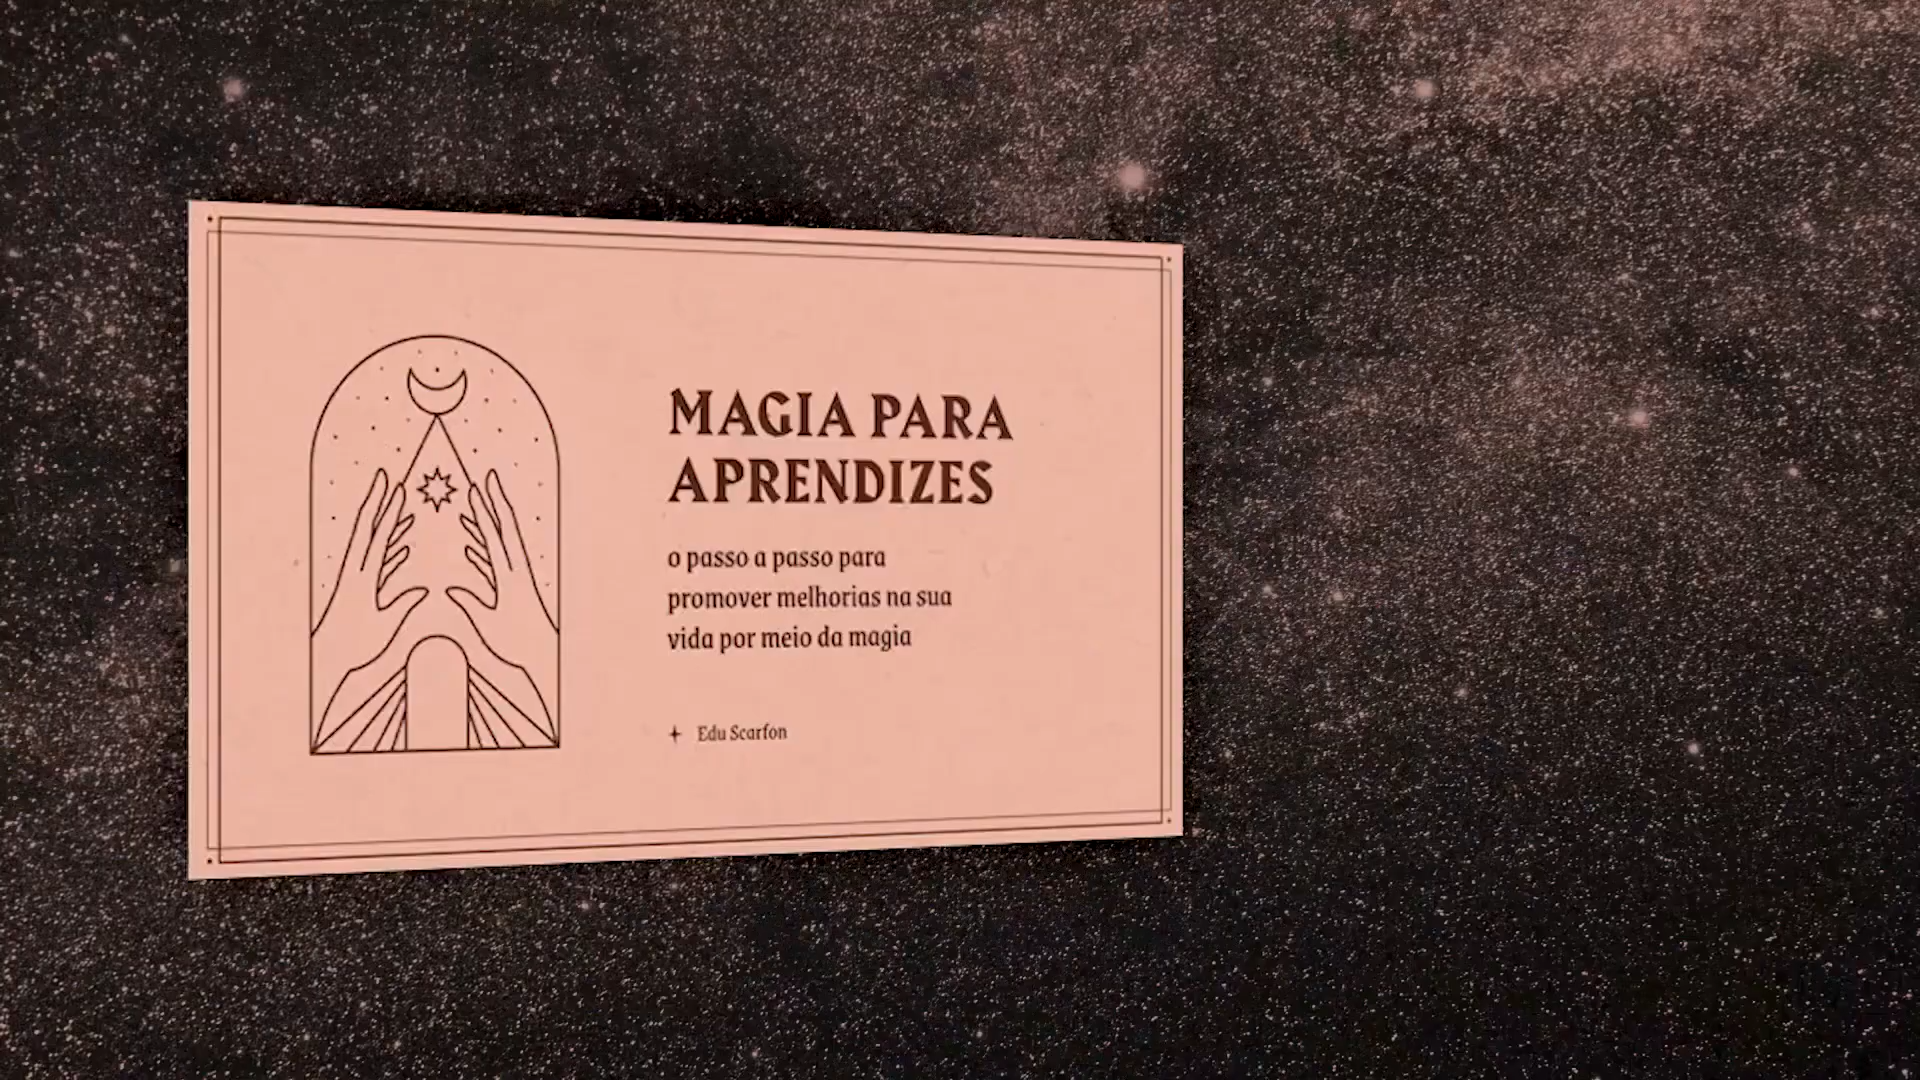 MAGIA PARA
APRENDIZES
o passo a passo para
promover melhorias na sua
vida por meio da magia
Edu Scarfon